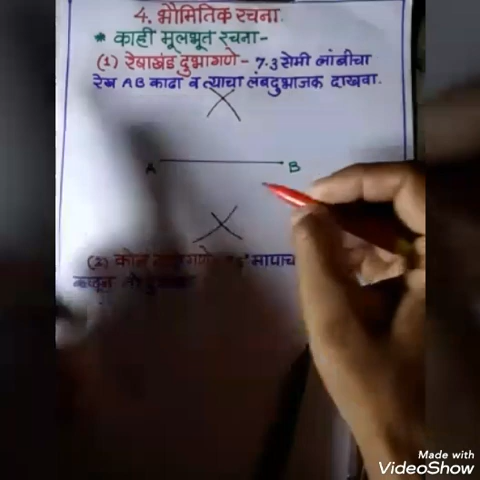 4. भौमितिक रचना.
* काही मूलभूत रचना-
(1) रेषाखंड दुभागणे - 7.3 सेमी लांबीचा
रेख AB काढा व त्याचा लंबदुभाजक दाखवा.
A B
(2) कोन मापाच
काढून तो
Made with
VideoShow